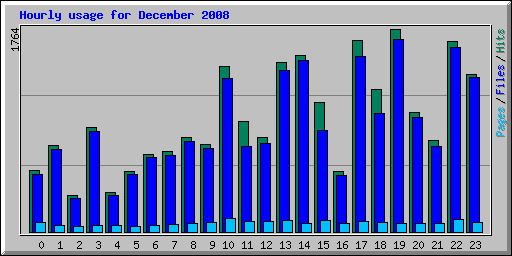 Hourly usage for December 2008
1764
Pages / Files / Hits
0 1 2 3 4 5 6 7 8 9 10 11 12 13 14 15 16 17 18 19 20 21 22 23